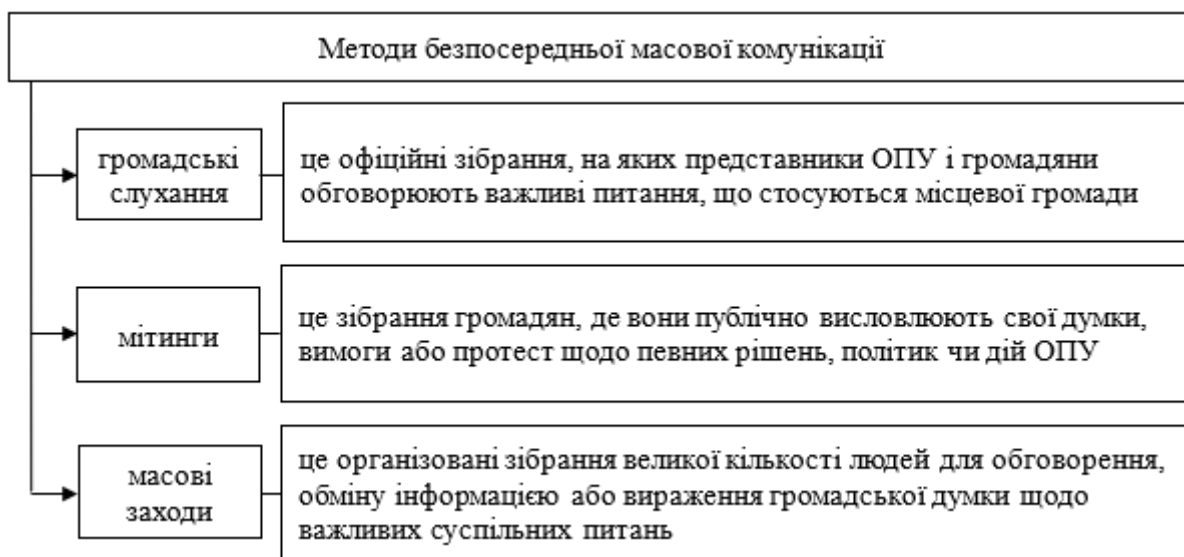 Методи безпосередньої масової комунікації
громадські
слухання
це офіційні зібрання, на яких представники ОПУ і громадяни
обговорюють важливі питання, що стосуються місцевої громади
мітинги
це зібрання громадян, де вони публічно висловлюють свої думки,
вимоги або протест щодо певних рішень, політик чи дій ОПУ
масові
заходи
це організовані зібрання великої кількості людей для обговорення,
обміну інформацією або вираження громадської думки щодо
важливих суспільних питань